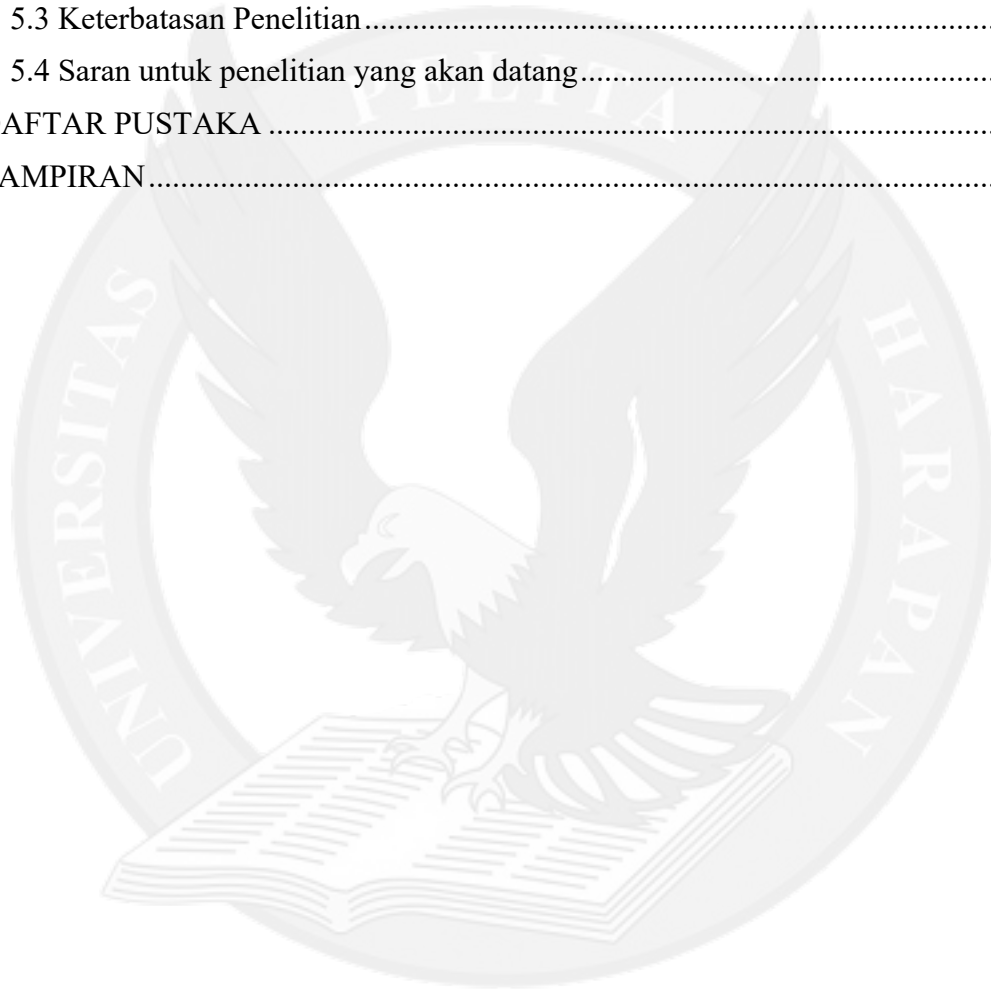 5.3 Keterbatasan Penelitian
5.4 Saran untuk penelitian yang akan datang
AFTAR PUSTAKA
AMPIRAN
UNIVERSITAS PELITA HARAPAN